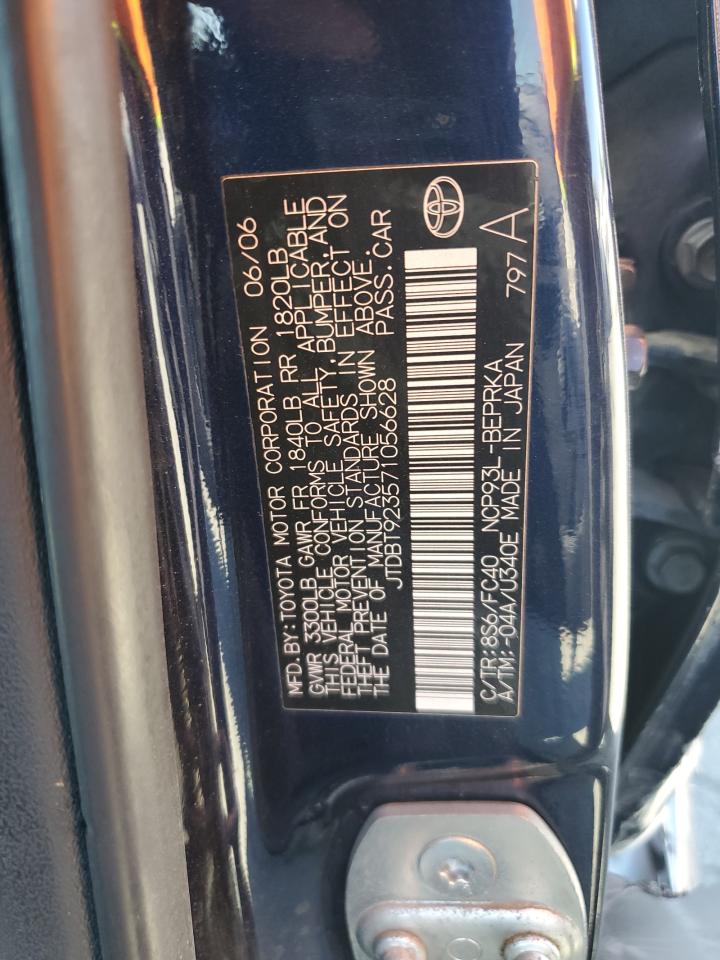 MFD. BY: TOYOTA MOTOR CORPORATION 06/06
GVWR 3300LB GAWR FR 1840LB RR 1820LB
THIS VEHICLE CONFORMS TO ALL APPLICABLE
FEDERAL MOTOR VEHICLE SAFETY, BUMPER, AND
THEFT PREVENTION STANDARDS IN EFFECT ON
THE DATE OF MANUFACTURE SHOWN ABOVE.
JTDBT923571056628 PASS. CAR
C/TR: 8S6/FC40 NCP93L-BEPRKA
A/TM: -04A/U340E MADE IN JAPAN 797 A